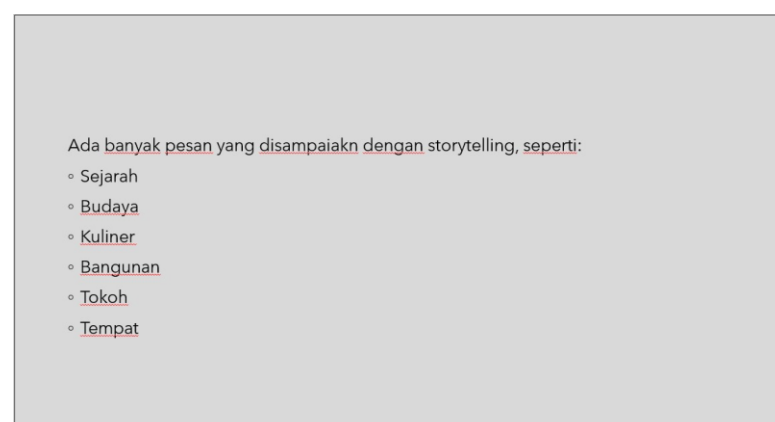 Ada banyak pesan yang disampaiakn dengan storytelling, seperti:
◦ Sejarah
◦ Budaya
◦ Kuliner
◦ Bangunan
◦ Tokoh
◦ Tempat